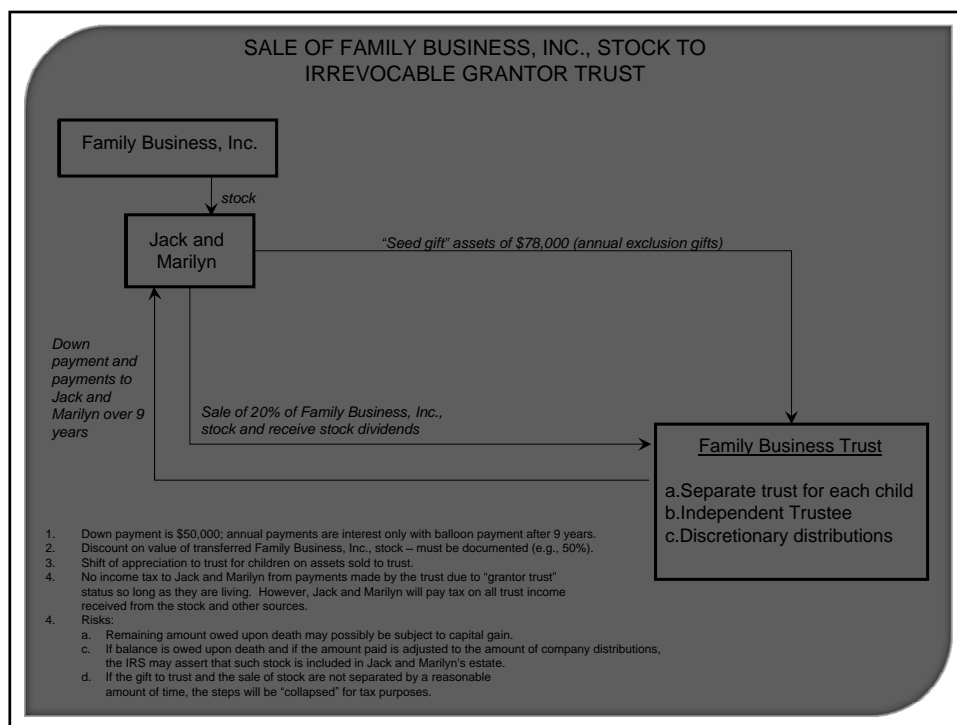 SALE OF FAMILY BUSINESS, INC., STOCK TO
IRREVOCABLE GRANTOR TRUST
Family Business, Inc.
stock
Jack and
Marilyn
“Seed gift” assets of $78,000 (annual exclusion gifts)
Down
payment and
payments to
Jack and
Marilyn over 9
years
Sale of 20% of Family Business, Inc.,
stock and receive stock dividends
Family Business Trust
a.Separate trust for each child
b.Independent Trustee
c.Discretionary distributions
1. Down payment is $50,000; annual payments are interest only with balloon payment after 9 years.
2. Discount on value of transferred Family Business, Inc., stock – must be documented (e.g., 50%).
3. Shift of appreciation to trust for children on assets sold to trust.
4. No income tax to Jack and Marilyn from payments made by the trust due to “grantor trust”
status so long as they are living. However, Jack and Marilyn will pay tax on all trust income
received from the stock and other sources.
4. Risks:
a. Remaining amount owed upon death may possibly be subject to capital gain.
c. If balance is owed upon death and if the amount paid is adjusted to the amount of company distributions,
the IRS may assert that such stock is included in Jack and Marilyn's estate.
d. If the gift to trust and the sale of stock are not separated by a reasonable
amount of time, the steps will be “collapsed” for tax purposes.